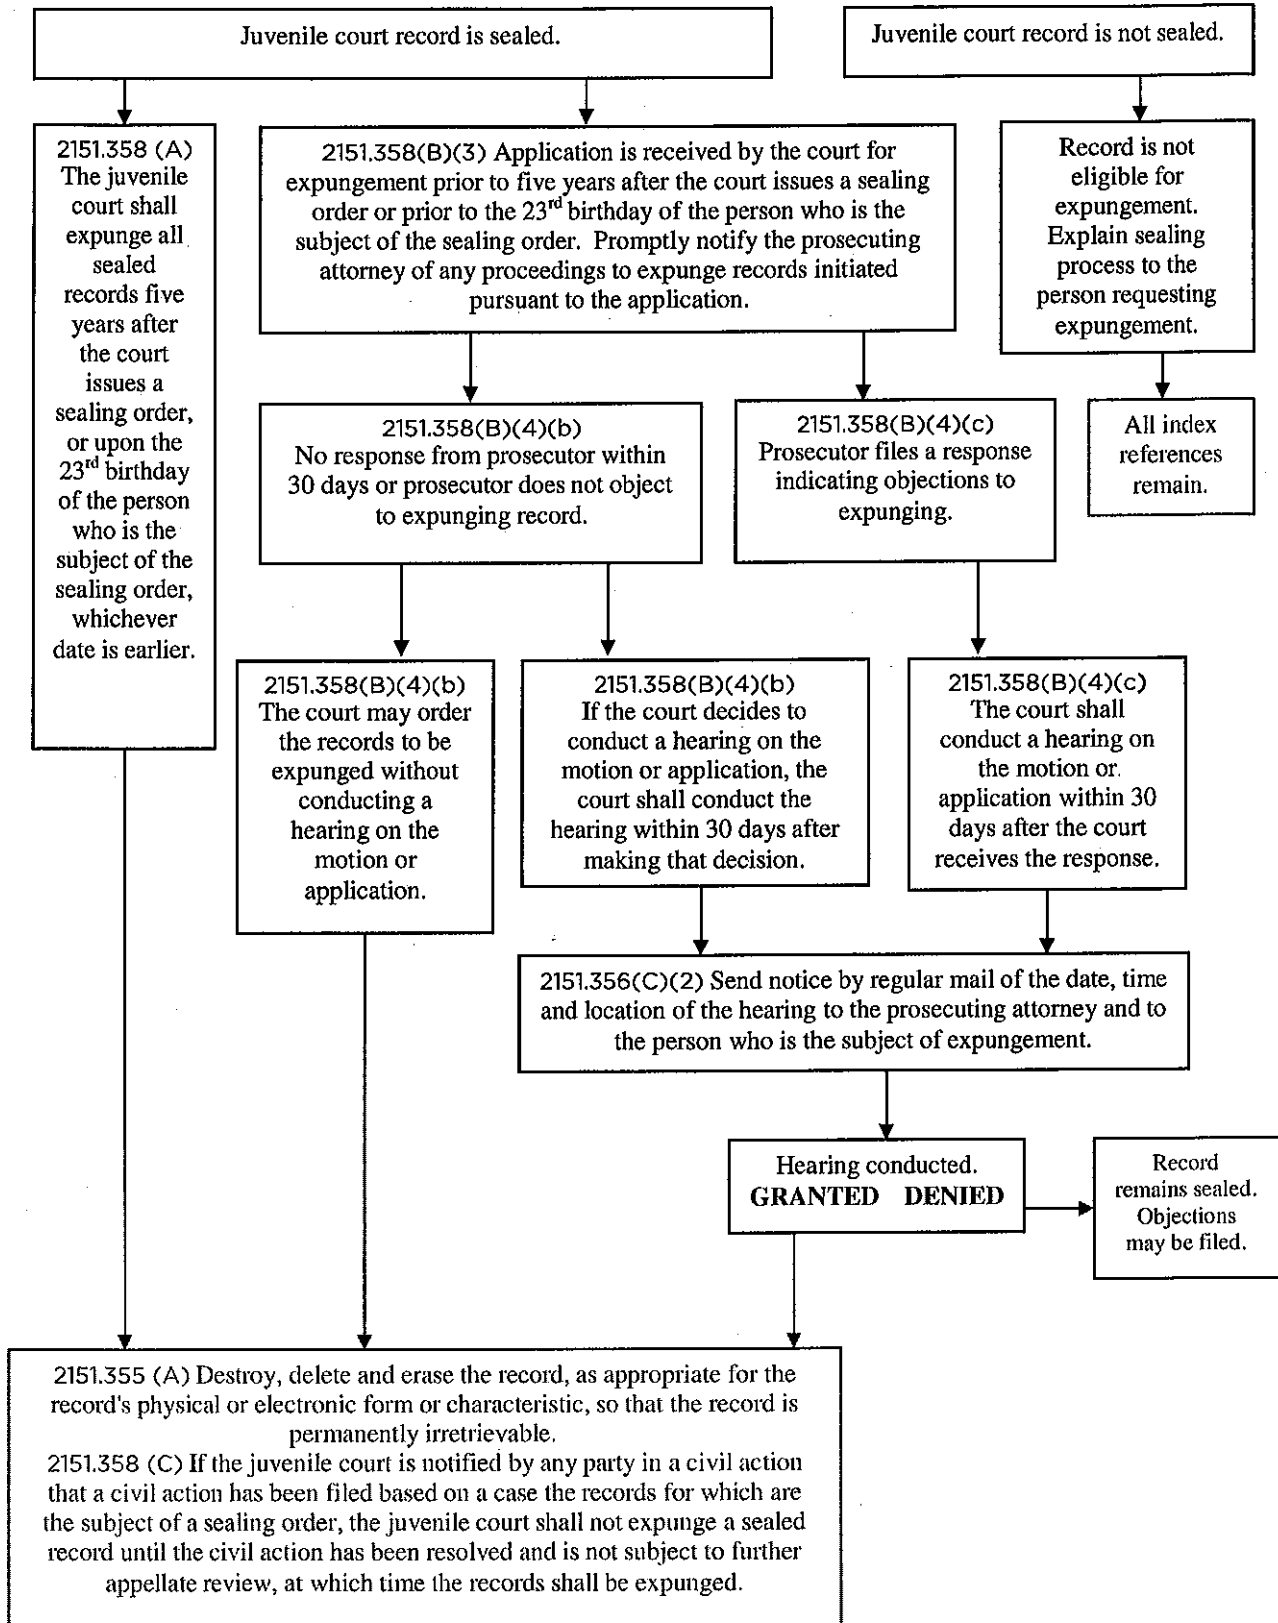 Juvenile court record is sealed.
Juvenile court record is not sealed.
2151.358 (A)
The juvenile
court shall
expunge all
sealed
records five
years after
the court
issues a
sealing order,
or upon the
23rd birthday
of the person
who is the
subject of the
sealing order,
whichever
date is earlier.
2151.358(B)(3) Application is received by the court for
expungement prior to five years after the court issues a sealing
order or prior to the 23rd birthday of the person who is the
subject of the sealing order. Promptly notify the prosecuting
attorney of any proceedings to expunge records initiated
pursuant to the application.
Record is not
eligible for
expungement.
Explain sealing
process to the
person requesting
expungement.
2151.358(B)(4)(b)
No response from prosecutor within
30 days or prosecutor does not object
to expunging record.
2151.358(B)(4)(c)
Prosecutor files a response
indicating objections to
expunging.
All index
references
remain.
2151.358(B)(4)(b)
The court may order
the records to be
expunged without
conducting a
hearing on the
motion or
application.
2151.358(B)(4)(b)
If the court decides to
conduct a hearing on the
motion or application, the
court shall conduct the
hearing within 30 days after
making that decision.
2151.358(B)(4)(c)
The court shall
conduct a hearing on
the motion or
application within 30
days after the court
receives the response.
2151.356(C)(2) Send notice by regular mail of the date, time
and location of the hearing to the prosecuting attorney and to
the person who is the subject of expungement.
Hearing conducted.
GRANTED DENIED
Record
remains sealed.
Objections
may be filed.
2151.355 (A) Destroy, delete and erase the record, as appropriate for the
record's physical or electronic form or characteristic, so that the record is
permanently irretrievable.
2151.358 (C) If the juvenile court is notified by any party in a civil action
that a civil action has been filed based on a case the records for which are
the subject of a sealing order, the juvenile court shall not expunge a sealed
record until the civil action has been resolved and is not subject to further
appellate review, at which time the records shall be expunged.